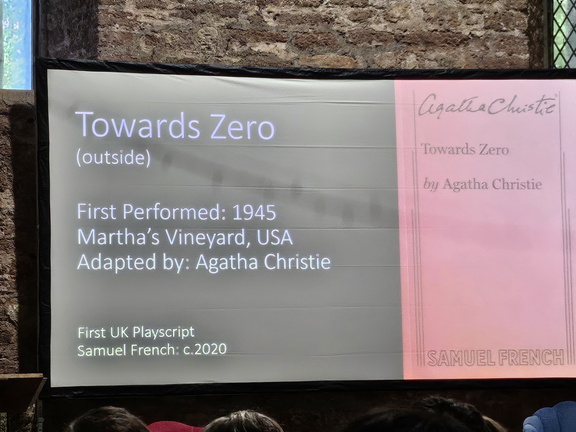 Towards Zero
(outside)
First Performed: 1945
Martha's Vineyard, USA
Adapted by: Agatha Christie
First UK Playscript
Samuel French: c.2020
Agatha Christie
Towards Zero
by Agatha Christie
SAMUEL FRENCH